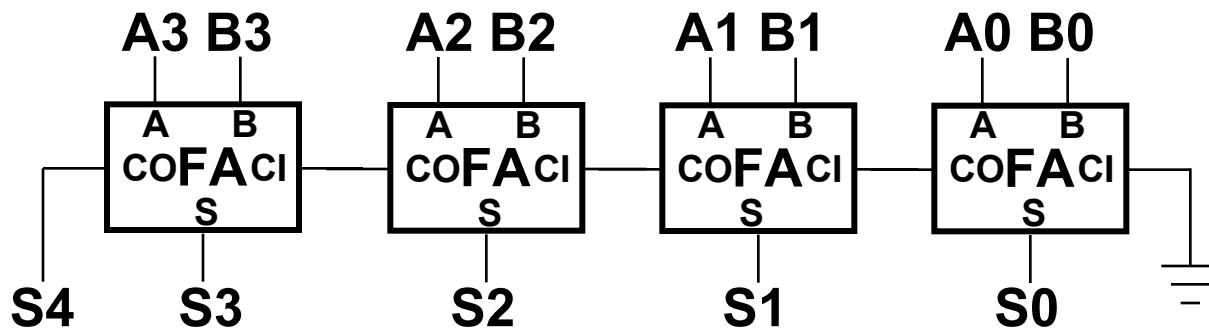 A3 B3 A2 B2 A1 B1 A0 B0
A B A B A B A B
CO FA CI CO FA CI CO FA CI CO FA CI
S S S S
S4 S3 S2 S1 S0